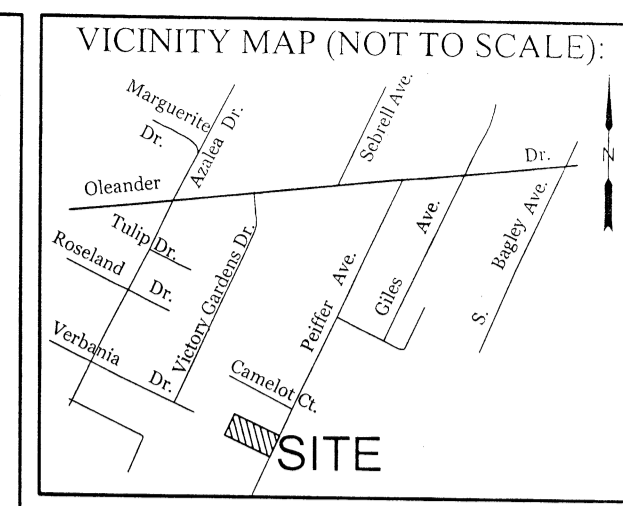 VICINITY MAP (NOT TO SCALE):
Marguerite
Dr.
Azalea Dr.
Sebrell Ave.
N
Dr.
Oleander
Tulip Dr.
Roseland
Dr.
Victory Gardens Dr.
Peiffer Ave.
Giles Ave.
S. Bagley Ave.
Verbania
Dr.
Camelot Ct.
SITE